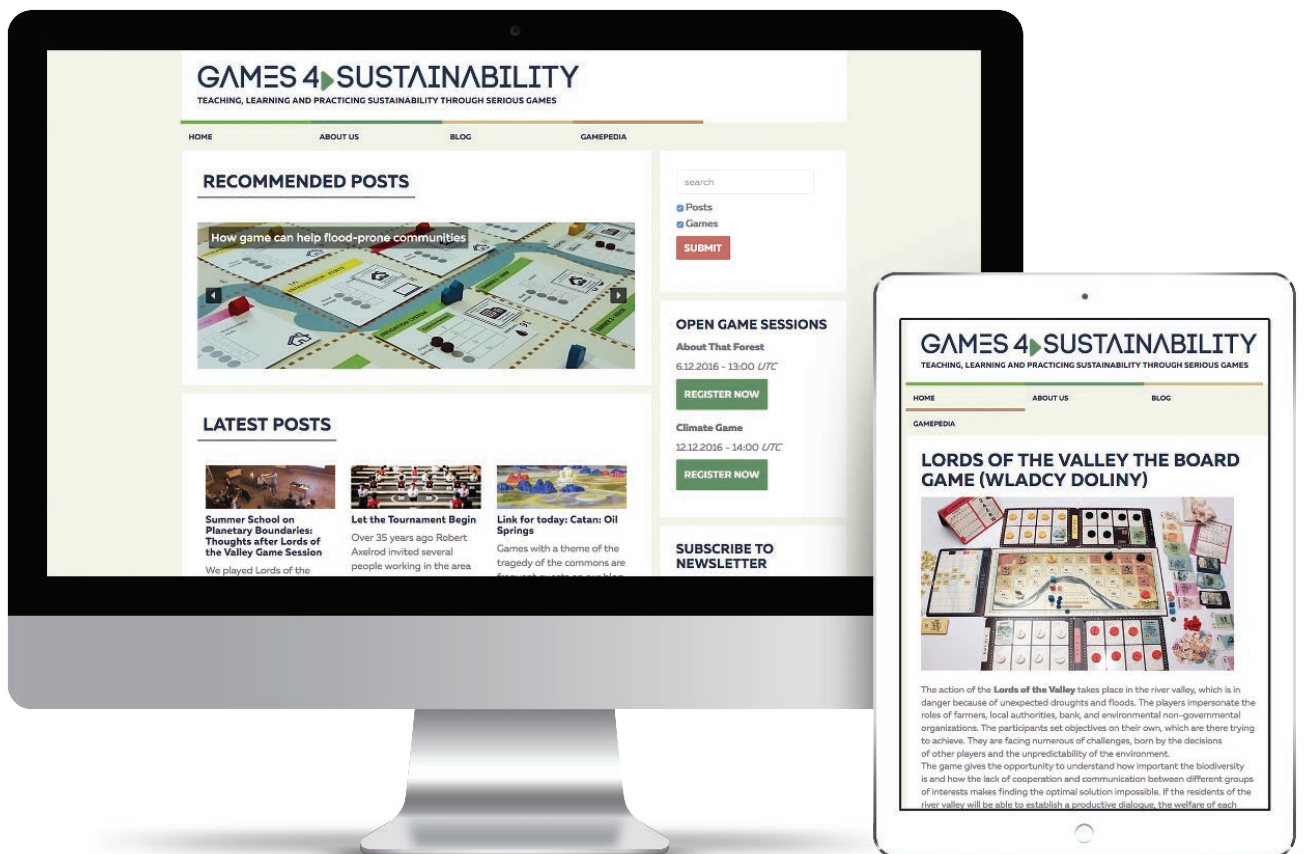 GAMES 4 SUSTAINABILITY
TEACHING, LEARNING AND PRACTICING SUSTAINABILITY THROUGH SERIOUS GAMES
HOME
ABOUT US
BLOG
GAMEPEDIA
RECOMMENDED POSTS
How game can help flood-prone communities
LATEST POSTS
Summer School on
Planetary Boundaries:
Thoughts after Lords of
the Valley Game Session
We played Lords of the
Let the Tournament Begin
Over 35 years ago Robert
Axelrod invited several
people working in the area
Link for today: Catan: Oil
Springs
Games with a theme of the
tragedy of the commons are
frequent guests on our blog
search
Posts
Games
SUBMIT
OPEN GAME SESSIONS
About That Forest
6.12.2016 - 13:00 UTC
REGISTER NOW
Climate Game
12.12.2016 - 14:00 UTC
REGISTER NOW
SUBSCRIBE TO
NEWSLETTER
GAMES 4 SUSTAINABILITY
TEACHING, LEARNING AND PRACTICING SUSTAINABILITY THROUGH SERIOUS GAMES
HOME
ABOUT US
BLOG
GAMEPEDIA
LORDS OF THE VALLEY THE BOARD
GAME (WLADCY DOLINY)
The action of the Lords of the Valley takes place in the river valley, which is in
danger because of unexpected droughts and floods. The players impersonate the
roles of farmers, local authorities, bank, and environmental non-governmental
organizations. The participants set objectives on their own, which are there trying
to achieve. They are facing numerous of challenges, born by the decisions
of other players and the unpredictability of the environment.
The game gives the opportunity to understand how important the biodiversity
is and how the lack of cooperation and communication between different groups
of interests makes finding the optimal solution impossible. If the residents of the
river valley will be able to establish a productive dialogue, the welfare of each